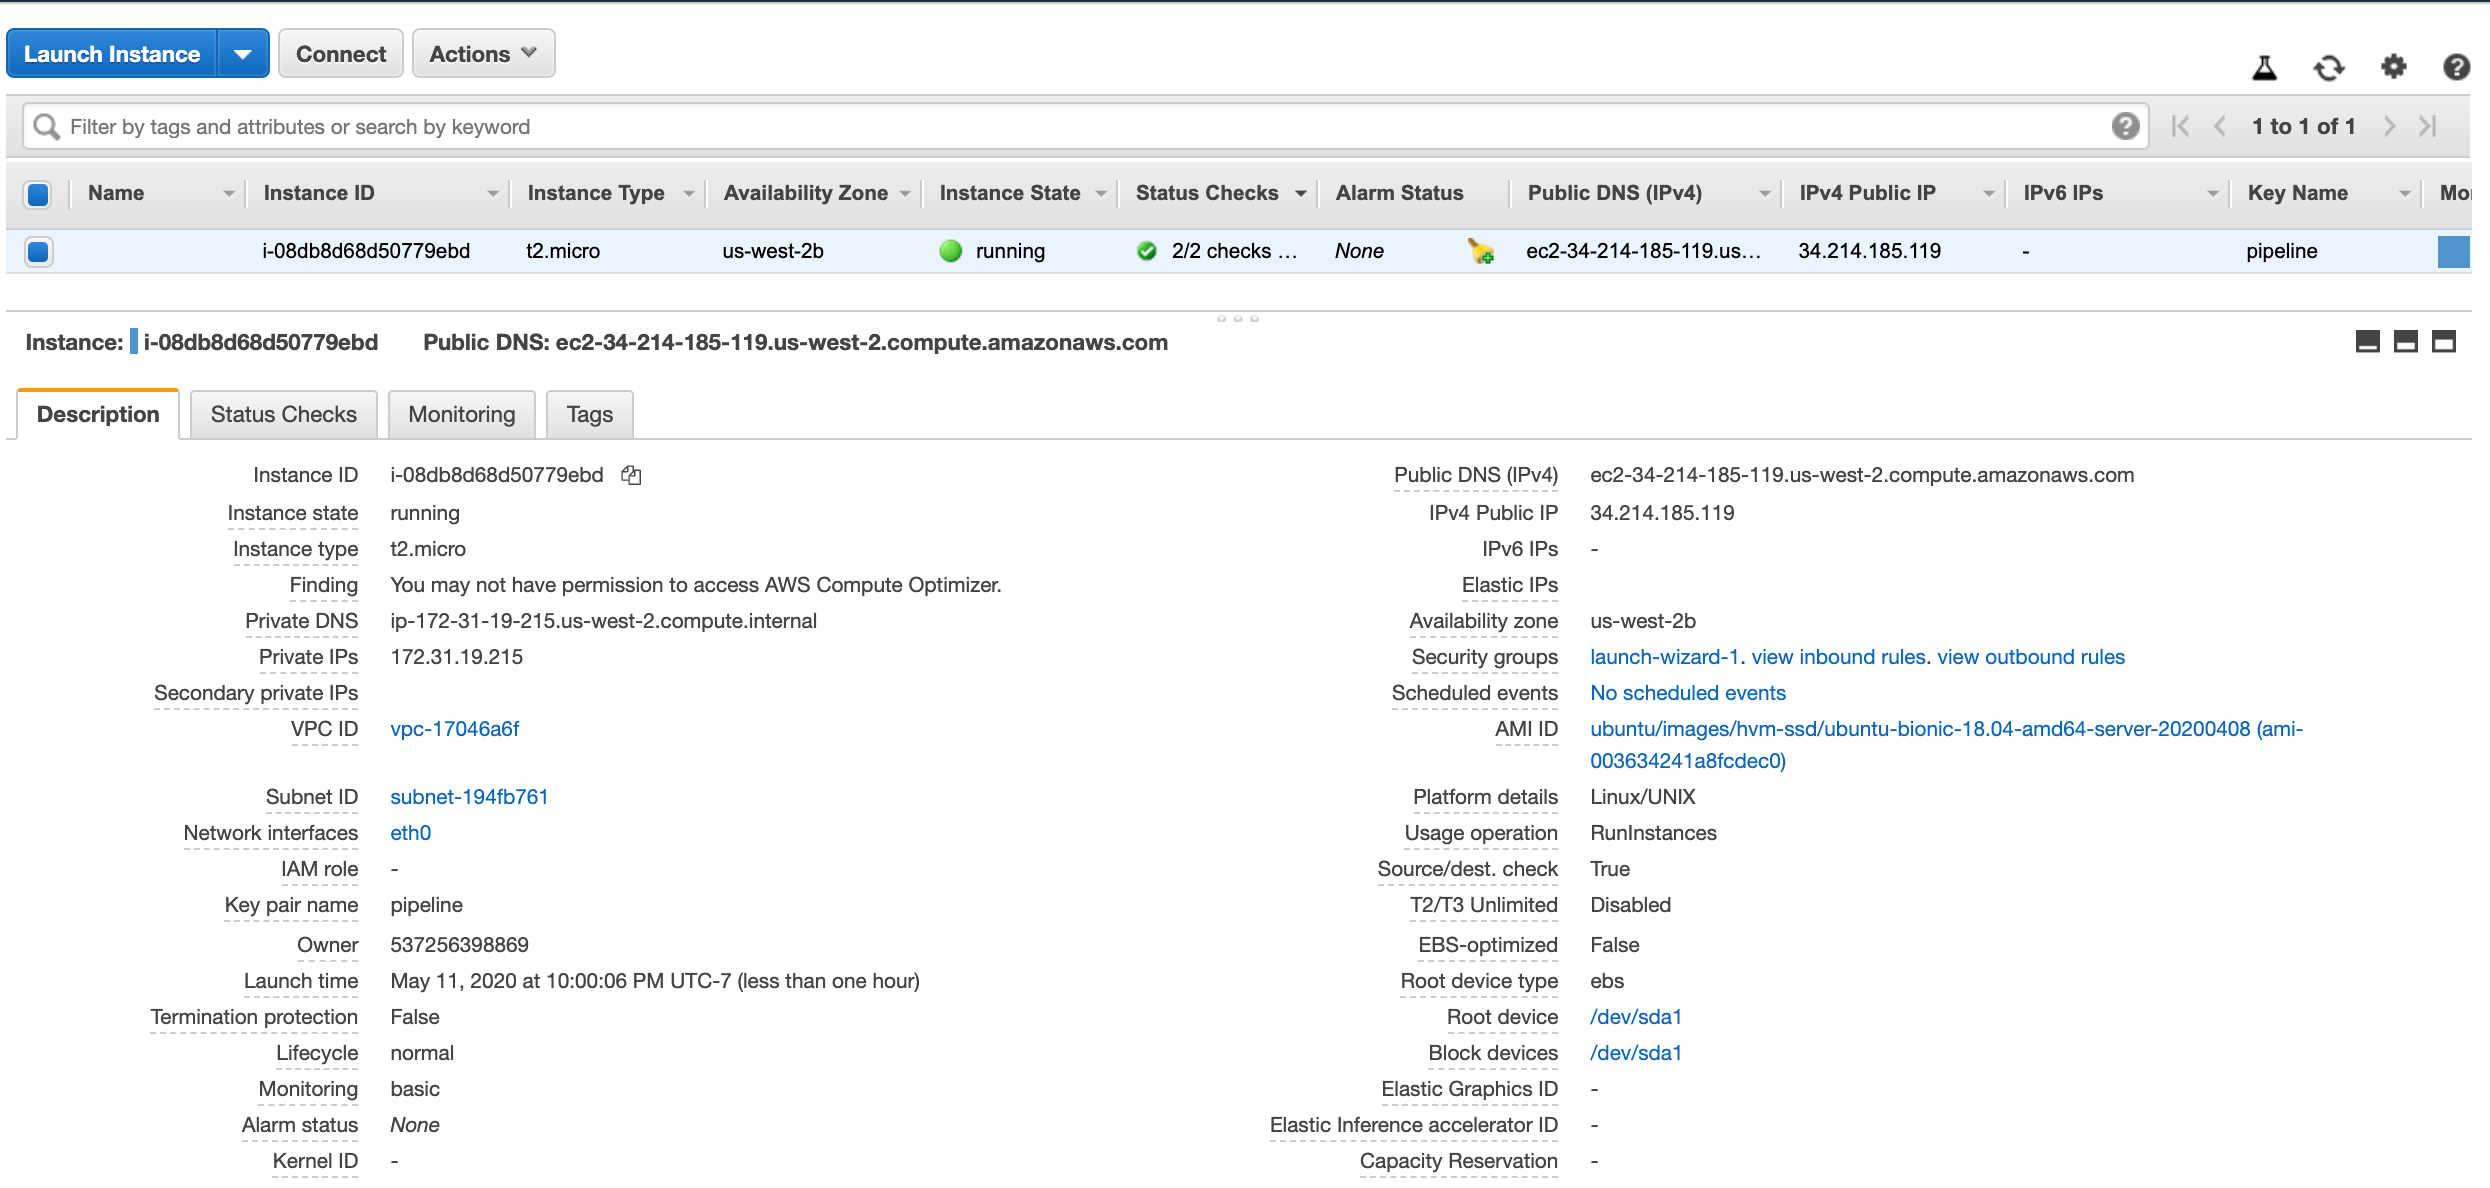 Launch Instance
Connect
Actions
Filter by tags and attributes or search by keyword
1 to 1 of 1
Name Instance ID Instance Type Availability Zone Instance State Status Checks Alarm Status Public DNS (IPv4) IPv4 Public IP IPv6 IPs Key Name Mo
i-08db8d68d50779ebd t2.micro us-west-2b running 2/2 checks … None ec2-34-214-185-119.us… 34.214.185.119 - pipeline
Instance: i-08db8d68d50779ebd Public DNS: ec2-34-214-185-119.us-west-2.compute.amazonaws.com
Description Status Checks Monitoring Tags
Instance ID i-08db8d68d50779ebd
Instance state running
Instance type t2.micro
Finding You may not have permission to access AWS Compute Optimizer.
Private DNS ip-172-31-19-215.us-west-2.compute.internal
Private IPs 172.31.19.215
Secondary private IPs
VPC ID vpc-17046a6f
Subnet ID subnet-194fb761
Network interfaces eth0
IAM role -
Key pair name pipeline
Owner 537256398869
Launch time May 11, 2020 at 10:00:06 PM UTC-7 (less than one hour)
Termination protection False
Lifecycle normal
Monitoring basic
Alarm status None
Kernel ID -
Public DNS (IPv4) ec2-34-214-185-119.us-west-2.compute.amazonaws.com
IPv4 Public IP 34.214.185.119
IPv6 IPs -
Elastic IPs
Availability zone us-west-2b
Security groups launch-wizard-1. view inbound rules. view outbound rules
Scheduled events No scheduled events
AMI ID ubuntu/images/hvm-ssd/ubuntu-bionic-18.04-amd64-server-20200408 (ami-
003634241a8fcdec0)
Platform details Linux/UNIX
Usage operation RunInstances
Source/dest. check True
T2/T3 Unlimited Disabled
EBS-optimized False
Root device type ebs
Root device /dev/sda1
Block devices /dev/sda1
Elastic Graphics ID -
Elastic Inference accelerator ID -
Capacity Reservation -